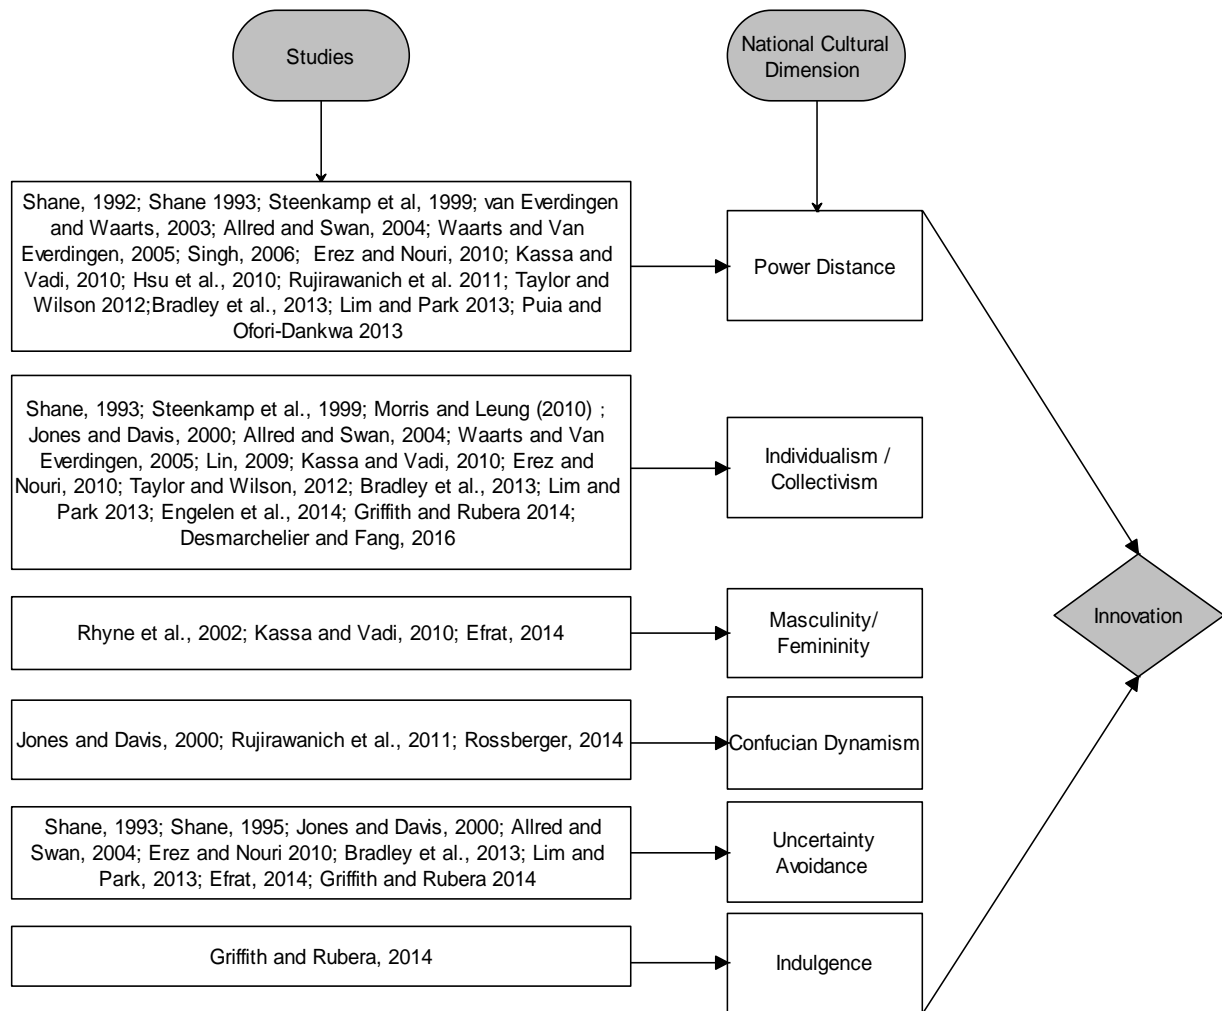 Studies
National Cultural
Dimension
Shane, 1992; Shane 1993; Steenkamp et al, 1999; van Everdingen
and Waarts, 2003; Allred and Swan, 2004; Waarts and Van
Everdingen, 2005; Singh, 2006; Erez and Nouri, 2010; Kassa and
Vadi, 2010; Hsu et al., 2010; Rujirawanich et al. 2011; Taylor and
Wilson 2012;Bradley et al., 2013; Lim and Park 2013; Puia and
Ofori-Dankwa 2013
Power Distance
Shane, 1993; Steenkamp et al., 1999; Morris and Leung (2010) ;
Jones and Davis, 2000; Allred and Swan, 2004; Waarts and Van
Everdingen, 2005; Lin, 2009; Kassa and Vadi, 2010; Erez and
Nouri, 2010; Taylor and Wilson, 2012; Bradley et al., 2013; Lim and
Park 2013; Engelen et al., 2014; Griffith and Rubera 2014;
Desmarchelier and Fang, 2016
Individualism /
Collectivism
Rhyne et al., 2002; Kassa and Vadi, 2010; Efrat, 2014
Masculinity/
Femininity
Innovation
Jones and Davis, 2000; Rujirawanich et al., 2011; Rossberger, 2014
Confucian Dynamism
Shane, 1993; Shane, 1995; Jones and Davis, 2000; Allred and
Swan, 2004; Erez and Nouri 2010; Bradley et al., 2013; Lim and
Park, 2013; Efrat, 2014; Griffith and Rubera 2014
Uncertainty
Avoidance
Griffith and Rubera, 2014
Indulgence